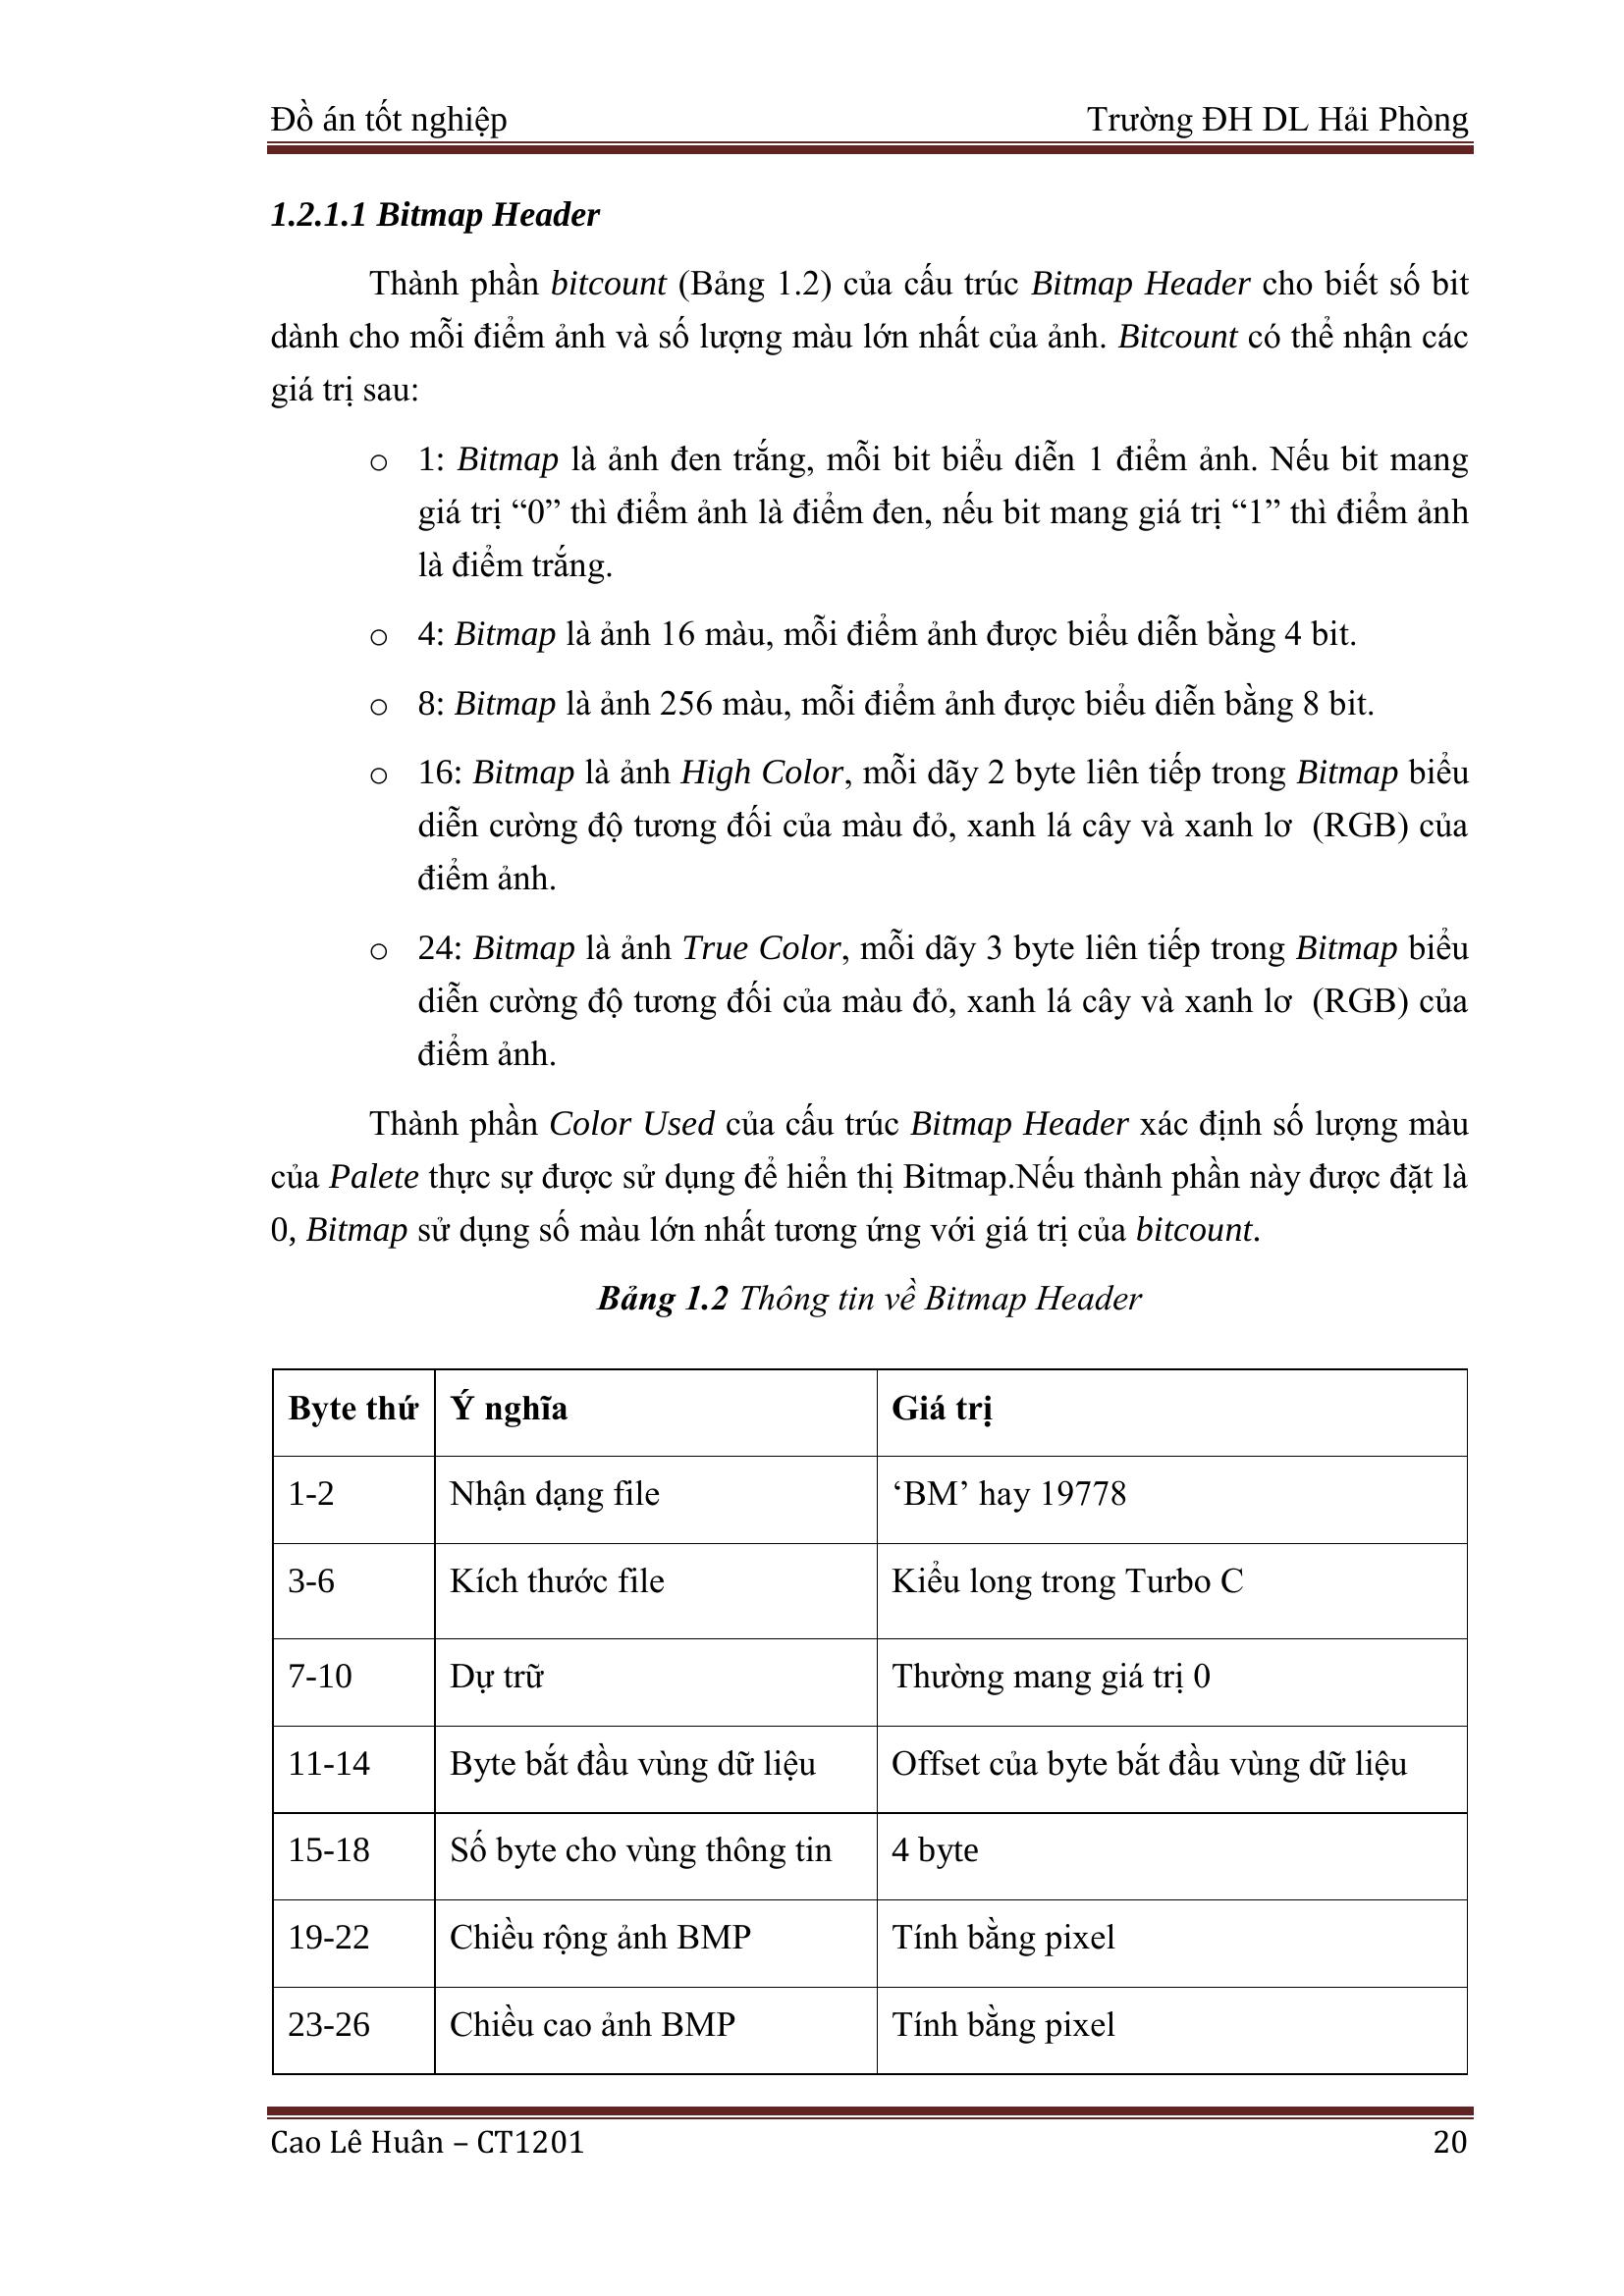 Đồ án tốt nghiệp Trường ĐH DL Hải Phòng
1.2.1.1 Bitmap Header
Thành phần bitcount (Bảng 1.2) của cấu trúc Bitmap Header cho biết số bit
dành cho mỗi điểm ảnh và số lượng màu lớn nhất của ảnh. Bitcount có thể nhận các
giá trị sau:
o 1: Bitmap là ảnh đen trắng, mỗi bit biểu diễn 1 điểm ảnh. Nếu bit mang
giá trị “0” thì điểm ảnh là điểm đen, nếu bit mang giá trị “1” thì điểm ảnh
là điểm trắng.
o 4: Bitmap là ảnh 16 màu, mỗi điểm ảnh được biểu diễn bằng 4 bit.
o 8: Bitmap là ảnh 256 màu, mỗi điểm ảnh được biểu diễn bằng 8 bit.
o 16: Bitmap là ảnh High Color, mỗi dãy 2 byte liên tiếp trong Bitmap biểu
diễn cường độ tương đối của màu đỏ, xanh lá cây và xanh lơ (RGB) của
điểm ảnh.
o 24: Bitmap là ảnh True Color, mỗi dãy 3 byte liên tiếp trong Bitmap biểu
diễn cường độ tương đối của màu đỏ, xanh lá cây và xanh lơ (RGB) của
điểm ảnh.
Thành phần Color Used của cấu trúc Bitmap Header xác định số lượng màu
của Palete thực sự được sử dụng để hiển thị Bitmap.Nếu thành phần này được đặt là
0, Bitmap sử dụng số màu lớn nhất tương ứng với giá trị của bitcount.
Bảng 1.2 Thông tin về Bitmap Header
Byte thứ Ý nghĩa Giá trị
1-2 Nhận dạng file ‘BM’ hay 19778
3-6 Kích thước file Kiểu long trong Turbo C
7-10 Dự trữ Thường mang giá trị 0
11-14 Byte bắt đầu vùng dữ liệu Offset của byte bắt đầu vùng dữ liệu
15-18 Số byte cho vùng thông tin 4 byte
19-22 Chiều rộng ảnh BMP Tính bằng pixel
23-26 Chiều cao ảnh BMP Tính bằng pixel
Cao Lê Huân – CT1201 20